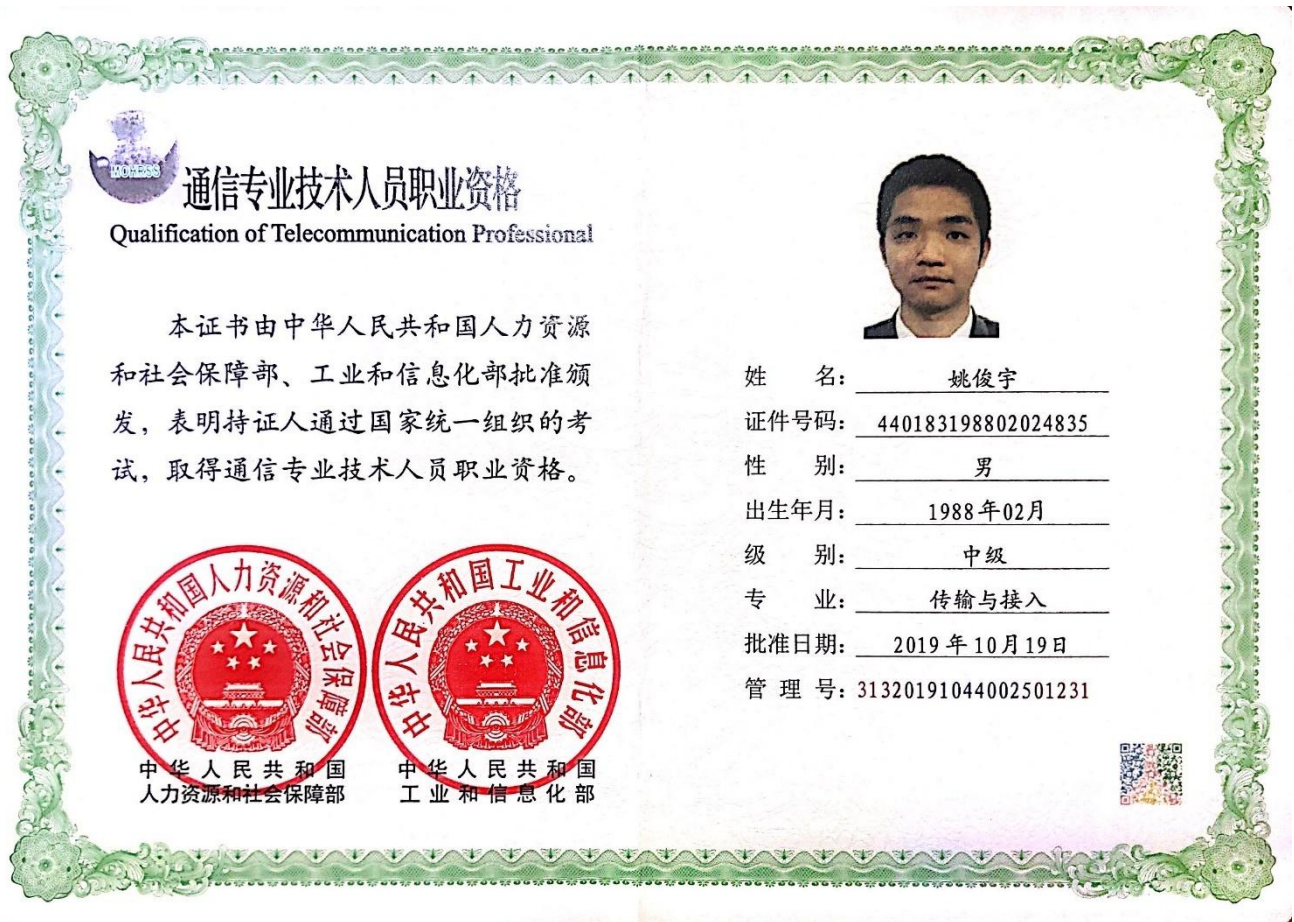 MOHRSS
通信专业技术人员职业资格
Qualification of Telecommunication Professional
本证书由中华人民共和国人力资源
和社会保障部、工业和信息化部批准颁
发，表明持证人通过国家统一组织的考
试，取得通信专业技术人员职业资格。
中华人民共和国人力资源和社会保障部
中华人民共和国工业和信息化部
中华人民共和国
人力资源和社会保障部
中华人民共和国
工业和信息化部
姓 名：姚俊宇
证件号码：440183198802024835
性 别：男
出生年月：1988年02月
级 别：中级
专 业：传输与接入
批准日期：2019年10月19日
管 理 号：31320191044002501231